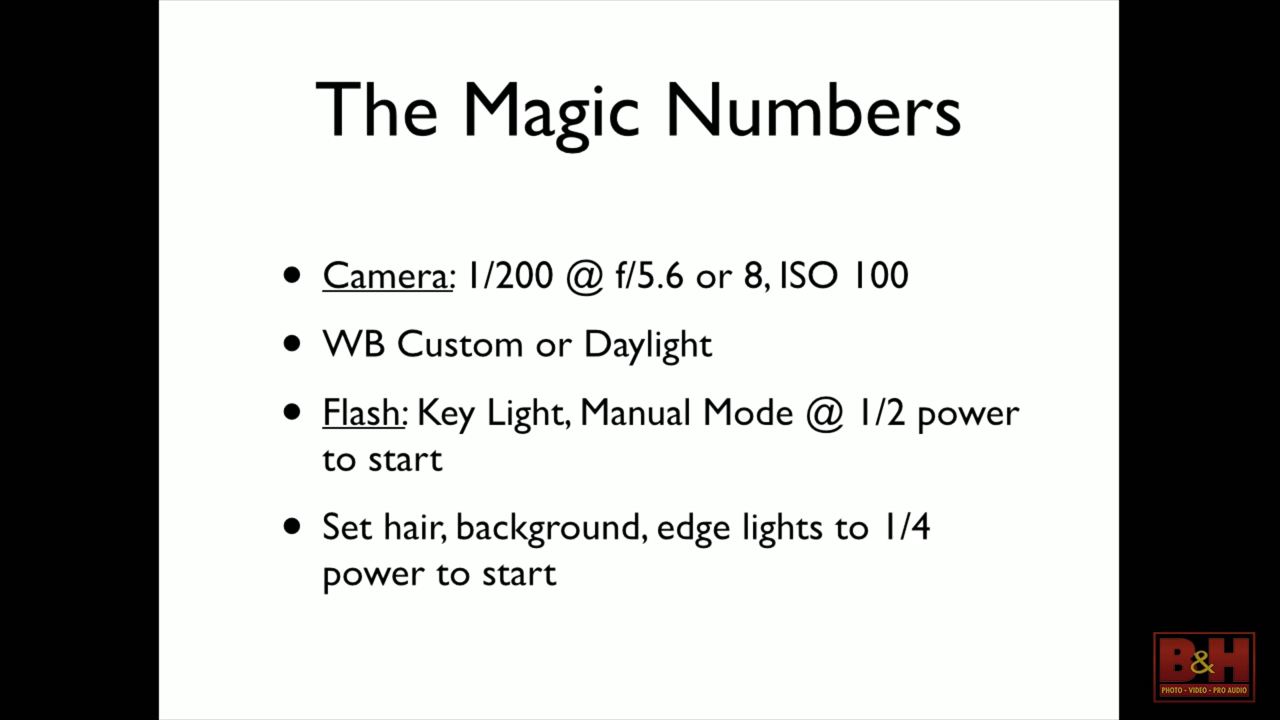 The Magic Numbers
• Camera: 1/200 @ f/5.6 or 8, ISO 100
• WB Custom or Daylight
• Flash: Key Light, Manual Mode @ 1/2 power
to start
• Set hair, background, edge lights to 1/4
power to start
B&H
PHOTO - VIDEO - PRO AUDIO